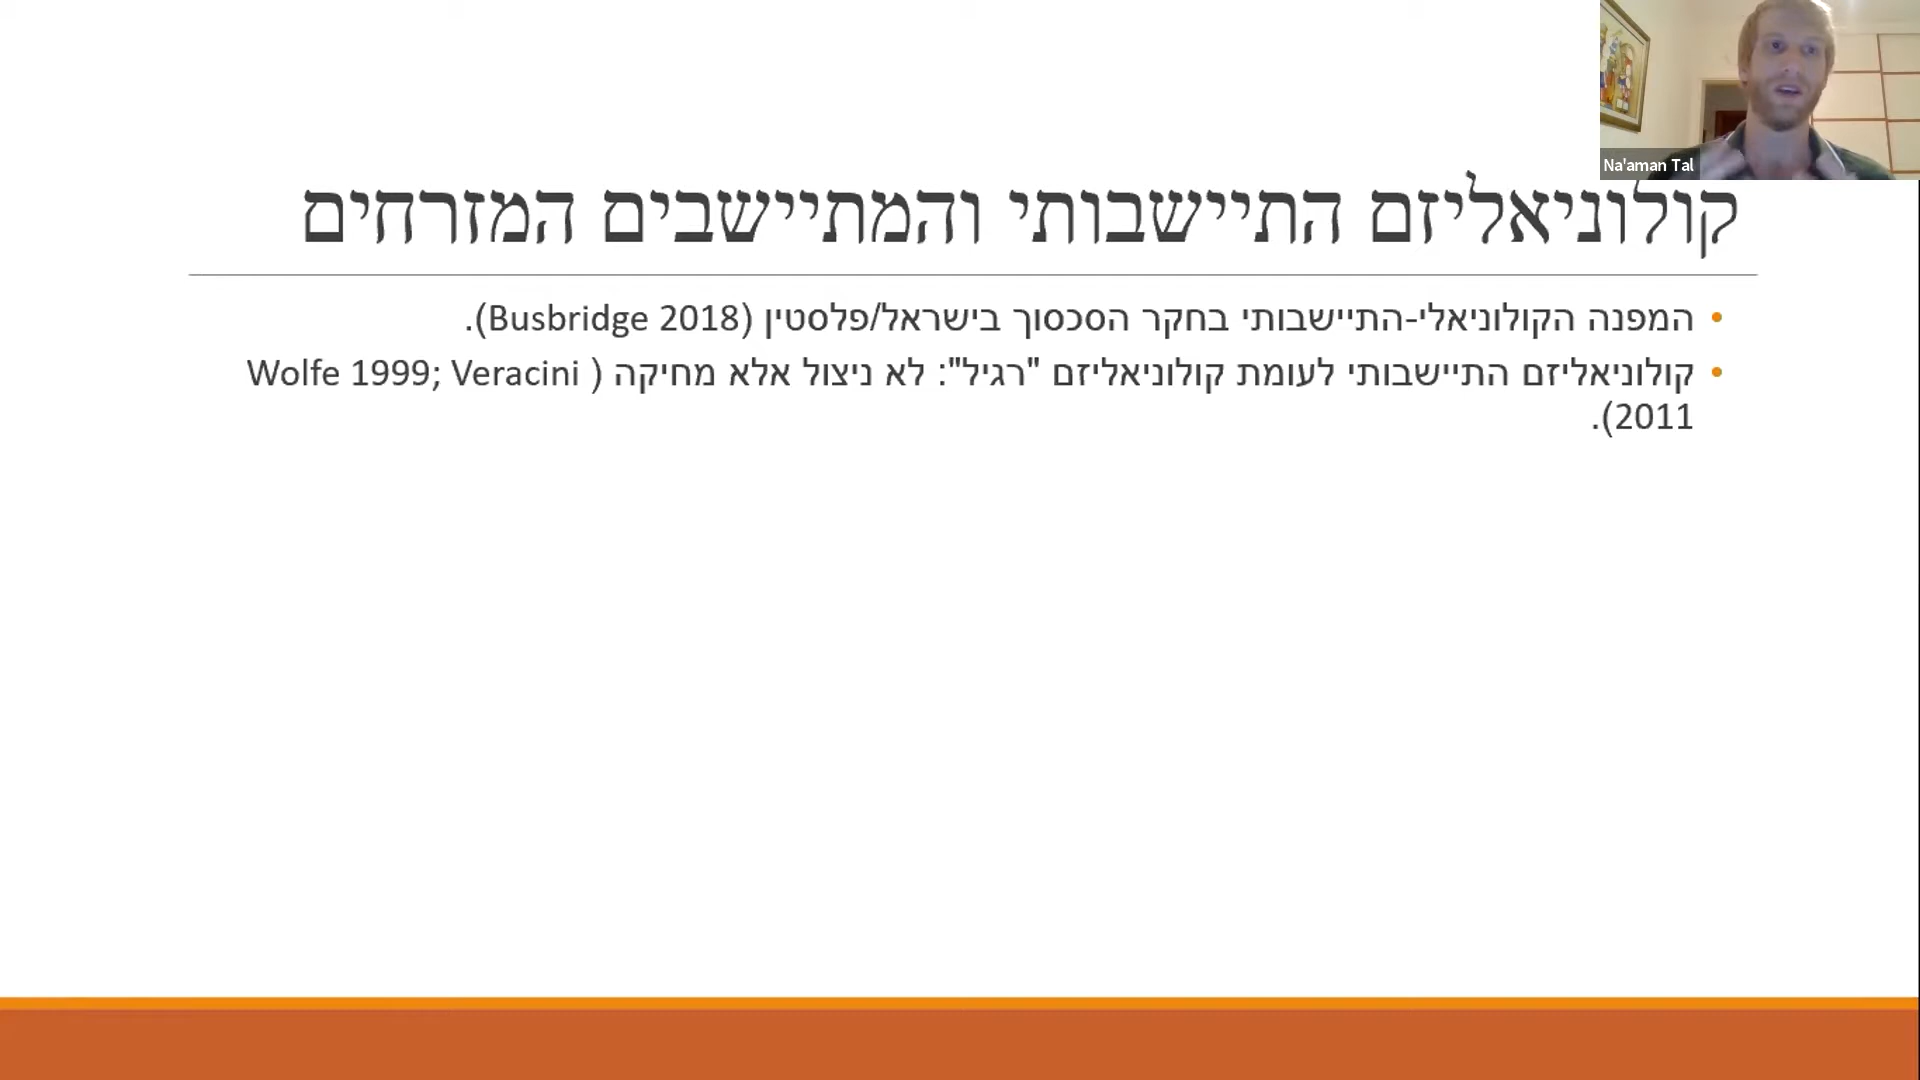 Na'aman Tal
קולוניאליזם התיישבותי והמתיישבים המזרחים
• המפנה הקולוניאלי-התיישבותי בחקר הסכסוך בישראל/פלסטין (Busbridge 2018).
• קולוניאליזם התיישבותי לעומת קולוניאליזם "רגיל": לא ניצול אלא מחיקה (Wolfe 1999; Veracini
2011).